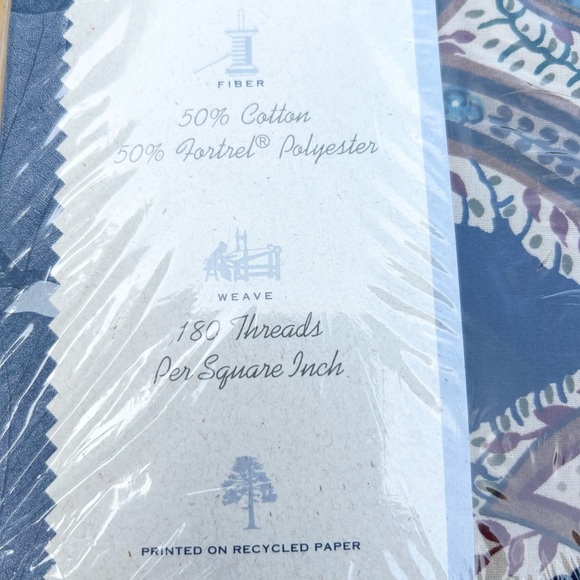 FIBER
50% Cotton
50% Fortrel® Polyester
WEAVE
180 Threads
Per Square Inch
PRINTED ON RECYCLED PAPER